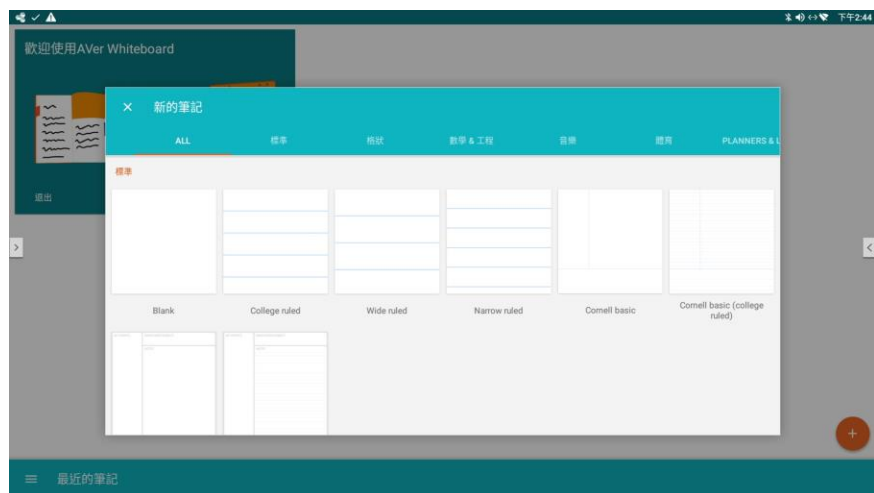 下午2:44
歡迎使用AVer Whiteboard
新的筆記
ALL
標準
格狀
數學 & 工程
音樂
體育
PLANNERS & L
標準
退出
Blank
College ruled
Wide ruled
Narrow ruled
Cornell basic
Cornell basic (college
ruled)
最近的筆記